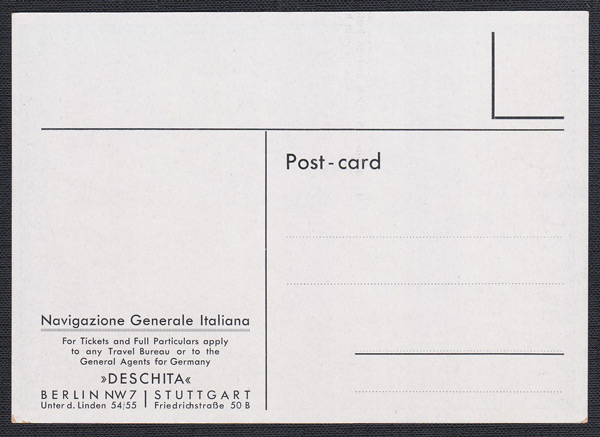 Post-card
Navigazione Generale Italiana
For Tickets and Full Particulars apply
to any Travel Bureau or to the
General Agents for Germany
»DESCHITA«
BERLIN NW7 | STUTTGART
Unter d. Linden 54/55 | Friedrichstraße 50 B